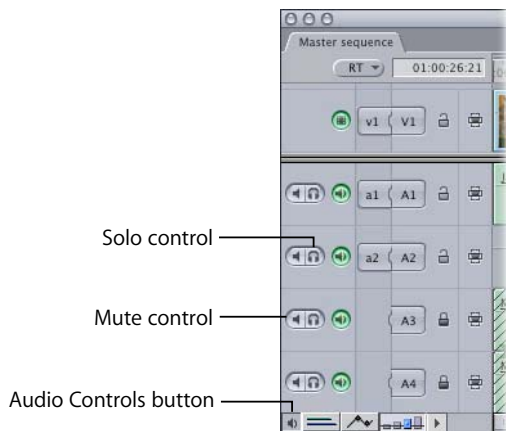 Master sequence
RT
01:00:26:21
v1 V1
a1 A1
Solo control
a2 A2
Mute control
A3
A4
Audio Controls button